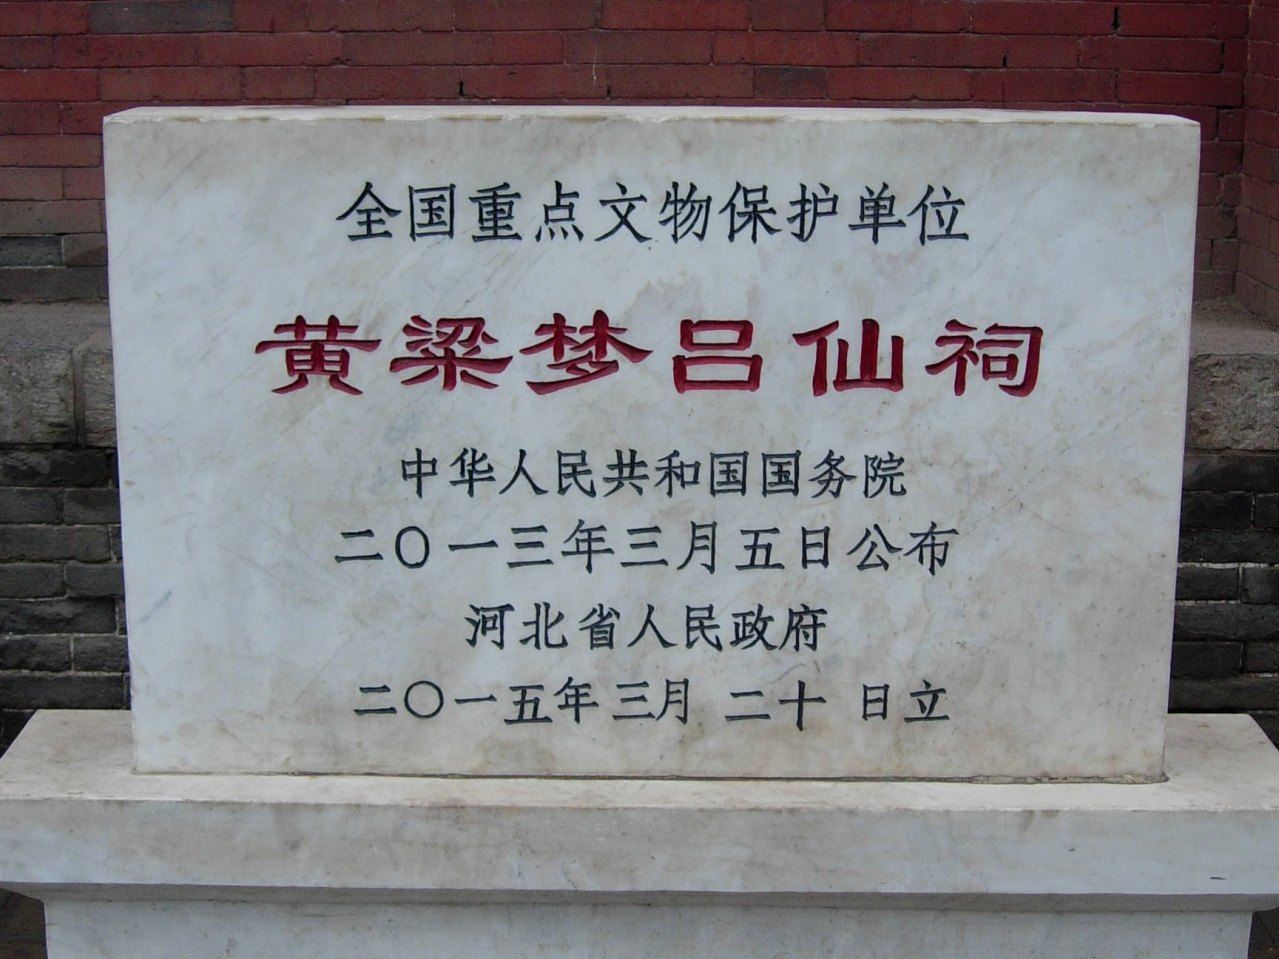 全国重点文物保护单位
黄粱梦吕仙祠
中华人民共和国国务院
二〇一三年三月五日公布
河北省人民政府
二〇一五年三月二十日立